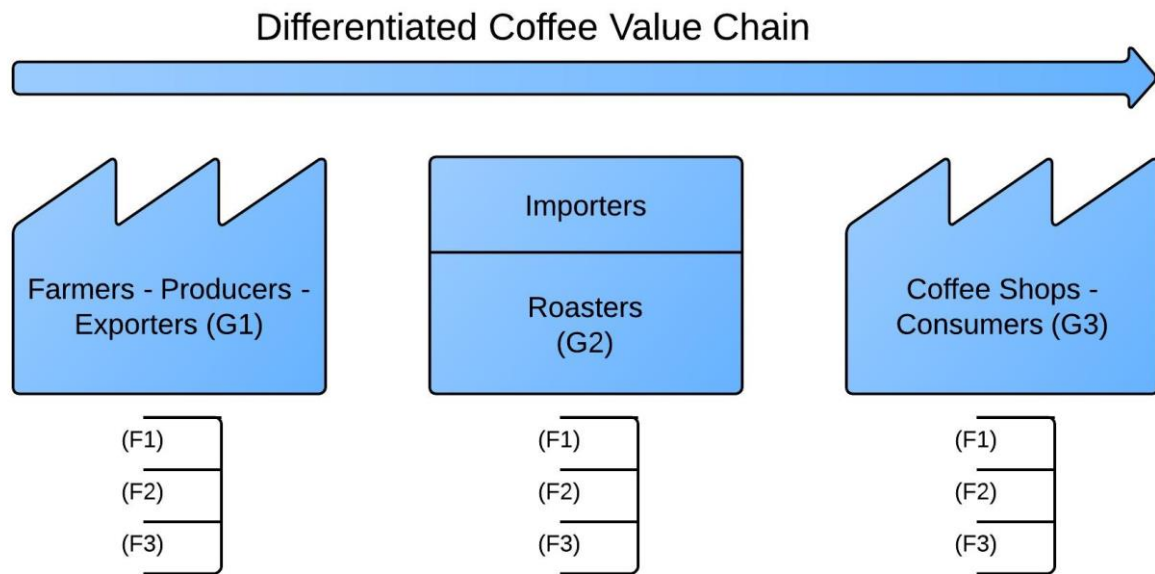 Differentiated Coffee Value Chain
Farmers - Producers -
Exporters (G1)
Importers
Roasters
(G2)
Coffee Shops -
Consumers (G3)
(F1)
(F2)
(F3)
(F1)
(F2)
(F3)
(F1)
(F2)
(F3)